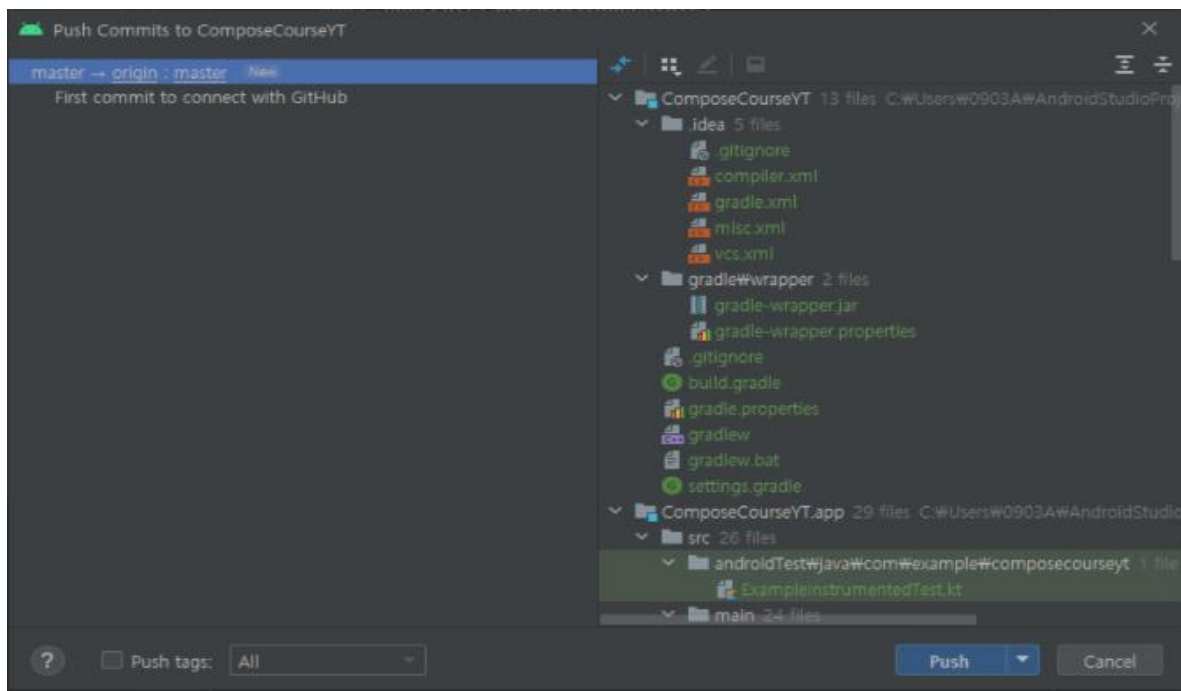 Push Commits to ComposeCourseYT
master → origin : master New
First commit to connect with GitHub
ComposeCourseYT 13 files C:₩Users₩0903A₩AndroidStudioPro
.idea 5 files
.gitignore
compiler.xml
gradle.xml
misc.xml
vcs.xml
gradle₩wrapper 2 files
gradle-wrapper.jar
gradle-wrapper.properties
.gitignore
build.gradle
gradle.properties
gradlew
gradlew.bat
settings.gradle
ComposeCourseYT.app 29 files C:₩Users₩0903A₩AndroidStudio
src 26 files
androidTest₩java₩com₩example₩composecourseyt 1 file
ExampleInstrumentedTest.kt
main 24 files
? Push tags: All
Push
Cancel